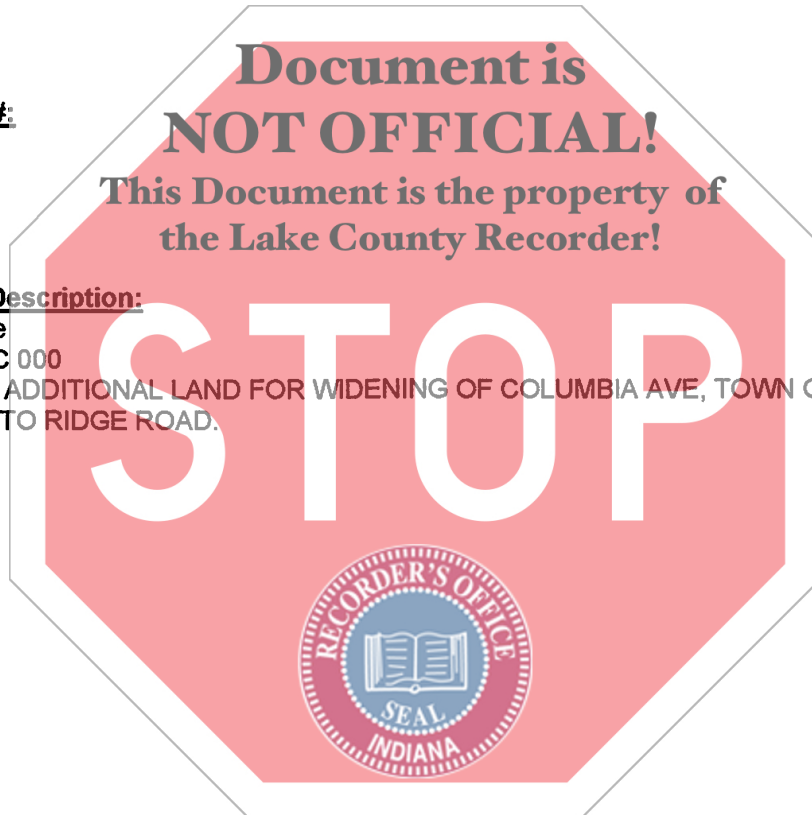 Document is
#:
NOT OFFICIAL!
This Document is the property of
the Lake County Recorder!
Description:
e
C 000
ADDITIONAL LAND FOR WIDENING OF COLUMBIA AVE, TOWN O
TO RIDGE ROAD.
STOP
RECORDER'S OFFICE
SEAL
INDIANA